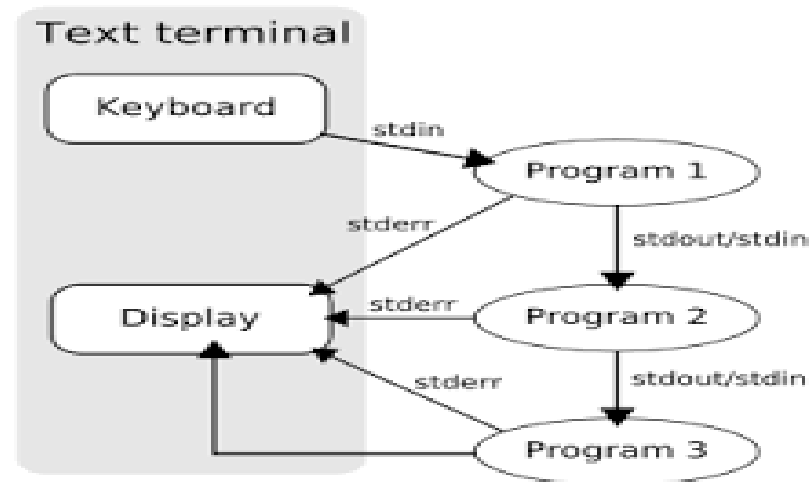 Text terminal
Keyboard
stdin
Program 1
stderr
stdout/stdin
Display
stderr
Program 2
stderr
stdout/stdin
Program 3